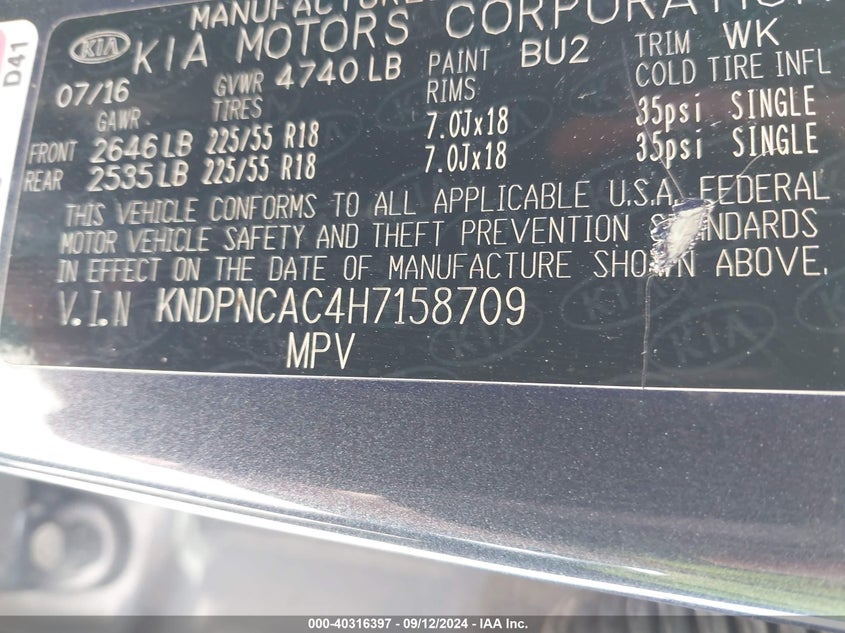 MANUFACTURED
KIA KIA MOTORS CORPORATION
07/16 GVWR 4740LB PAINT BU2 TRIM WK
GAWR TIRES RIMS COLD TIRE INFL
FRONT 2646LB 225/55 R18 7.0Jx18 35psi SINGLE
REAR 2535LB 225/55 R18 7.0Jx18 35psi SINGLE
THIS VEHICLE CONFORMS TO ALL APPLICABLE U.S.A. FEDERAL
MOTOR VEHICLE SAFETY AND THEFT PREVENTION STANDARDS
IN EFFECT ON THE DATE OF MANUFACTURE SHOWN ABOVE.
V.I.N KNDPNCAC4H7158709
MPV
D41
000-40316397 - 09/12/2024 - IAA Inc.